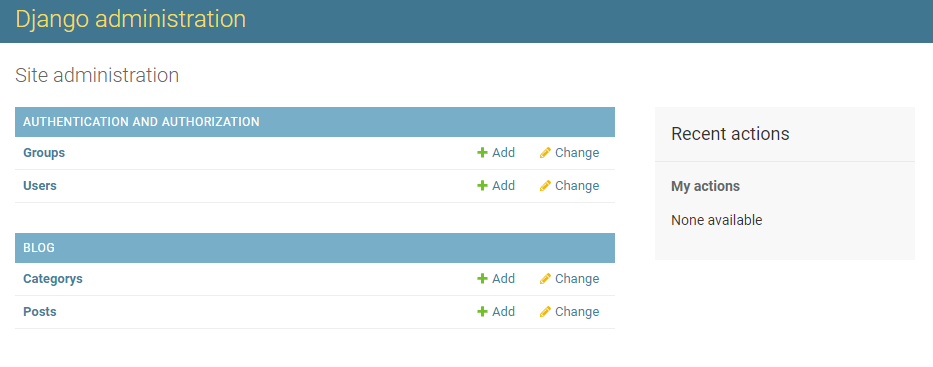 Django administration
Site administration
AUTHENTICATION AND AUTHORIZATION
Groups Add Change
Users Add Change
BLOG
Categorys Add Change
Posts Add Change
Recent actions
My actions
None available